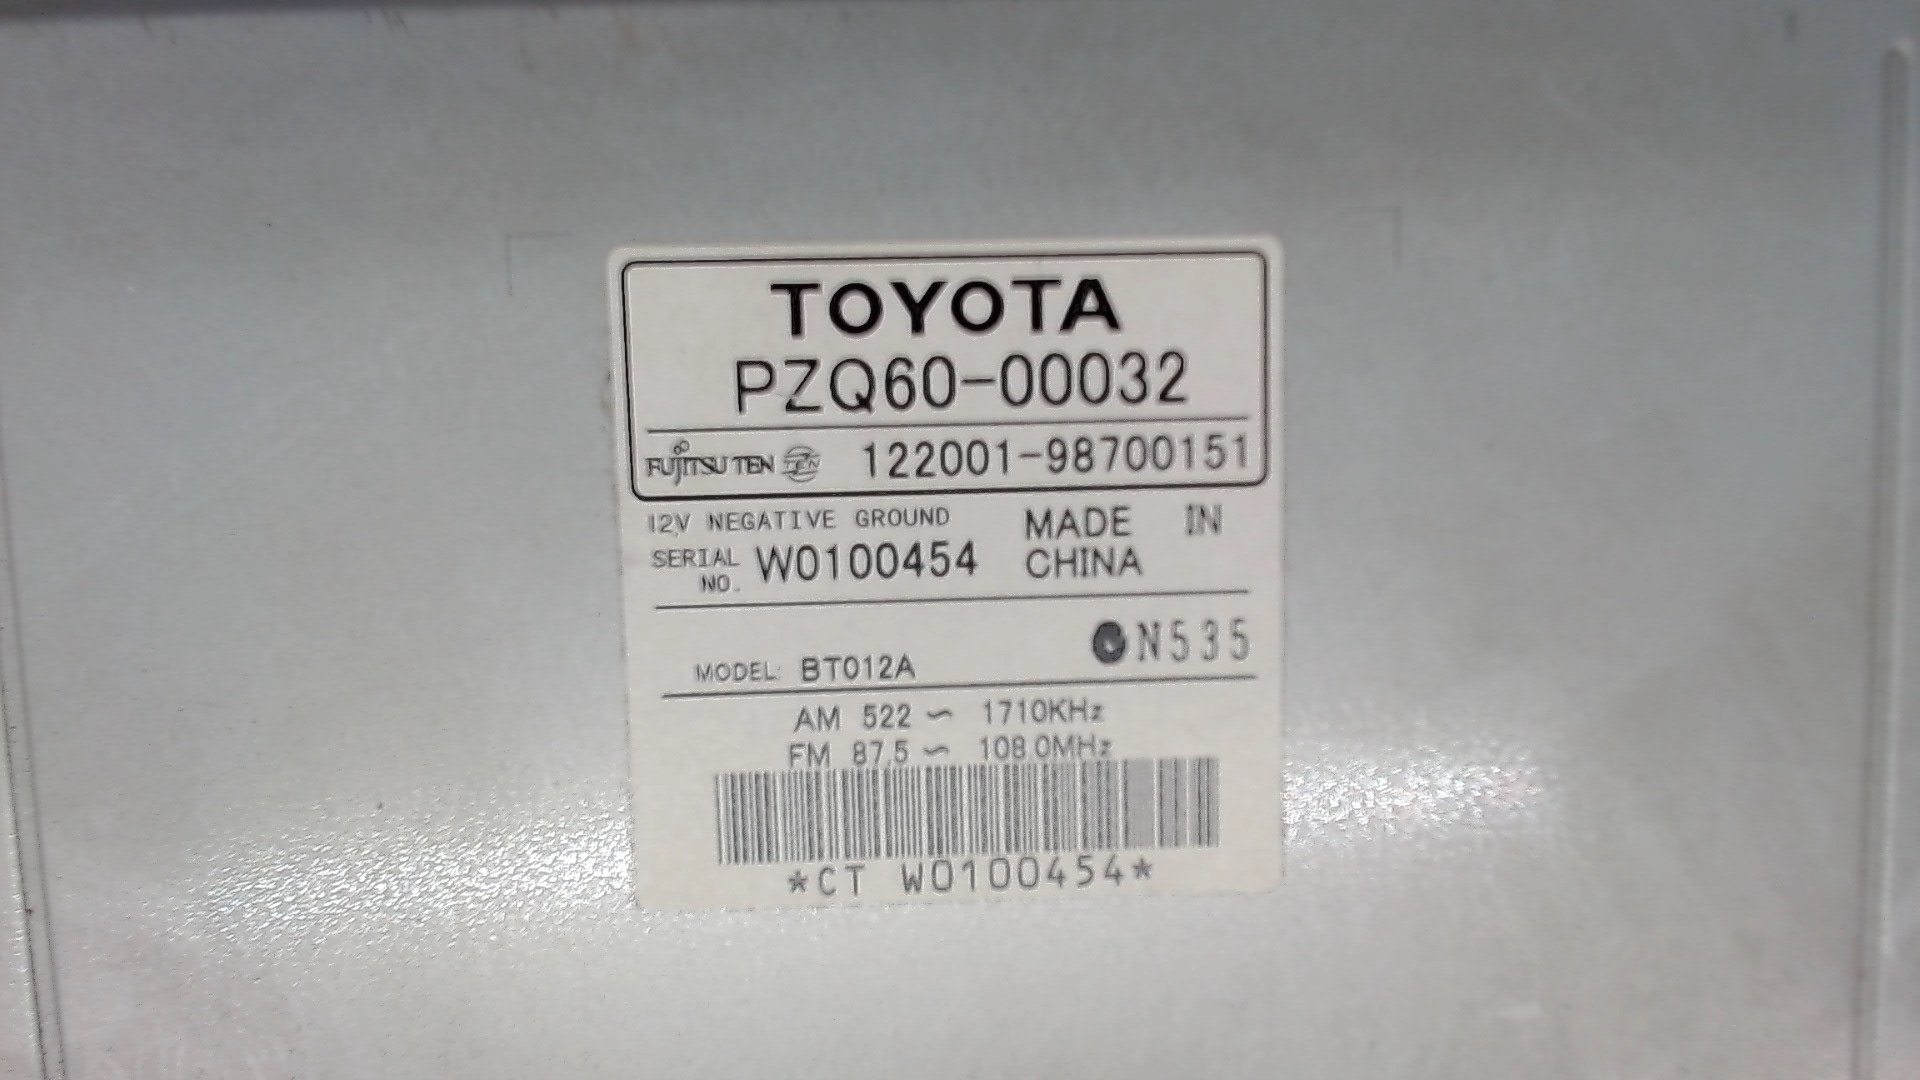 TOYOTA
PZQ60-00032
FUJITSU TEN TEN 122001-98700151
12V NEGATIVE GROUND MADE IN
SERIAL NO. W0100454 CHINA
N535
MODEL: BT012A
AM 522 ~ 1710KHz
FM 87.5 ~ 108.0MHz
*CT W0100454*